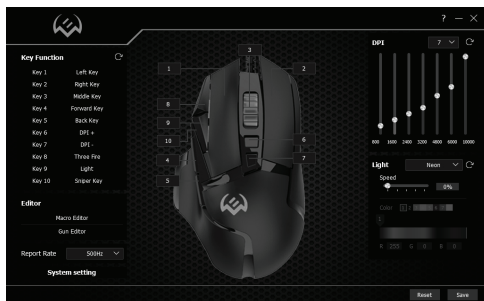 ? — ×
Key Function
Key 1 Left Key
Key 2 Right Key
Key 3 Middle Key
Key 4 Forward Key
Key 5 Back Key
Key 6 DPI +
Key 7 DPI -
Key 8 Three Fire
Key 9 Light
Key 10 Sniper Key
Editor
Macro Editor
Gun Editor
Report Rate 500Hz
System setting
3
1 2
8
9
10 6
4 7
5
DPI 7
800 1600 2400 3200 4800 6000 10000
Light Neon
Speed
0%
Color
R 255 G 0 B 0
Reset Save